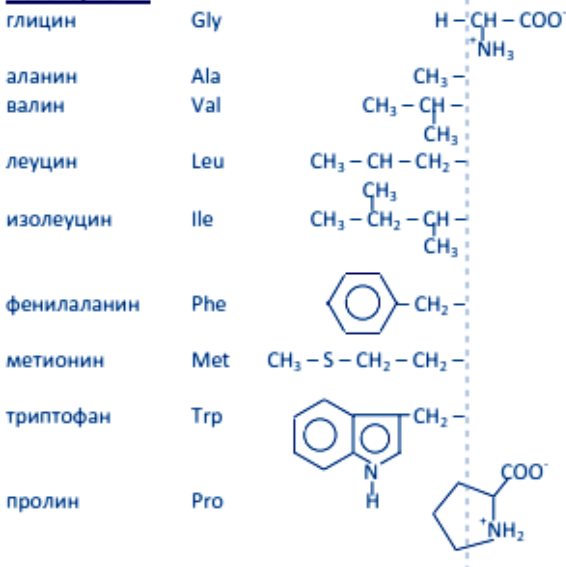 глицин Gly H – CH – COO⁻
⁺NH₃
аланин Ala CH₃ –
валин Val CH₃ – CH –
CH₃
леуцин Leu CH₃ – CH – CH₂ –
CH₃
изолеуцин Ile CH₃ – CH₂ – CH –
CH₃
фенилаланин Phe CH₂ –
метионин Met CH₃ – S – CH₂ – CH₂ –
триптофан Trp CH₂ –
N
H
COO⁻
пролин Pro
⁺NH₂